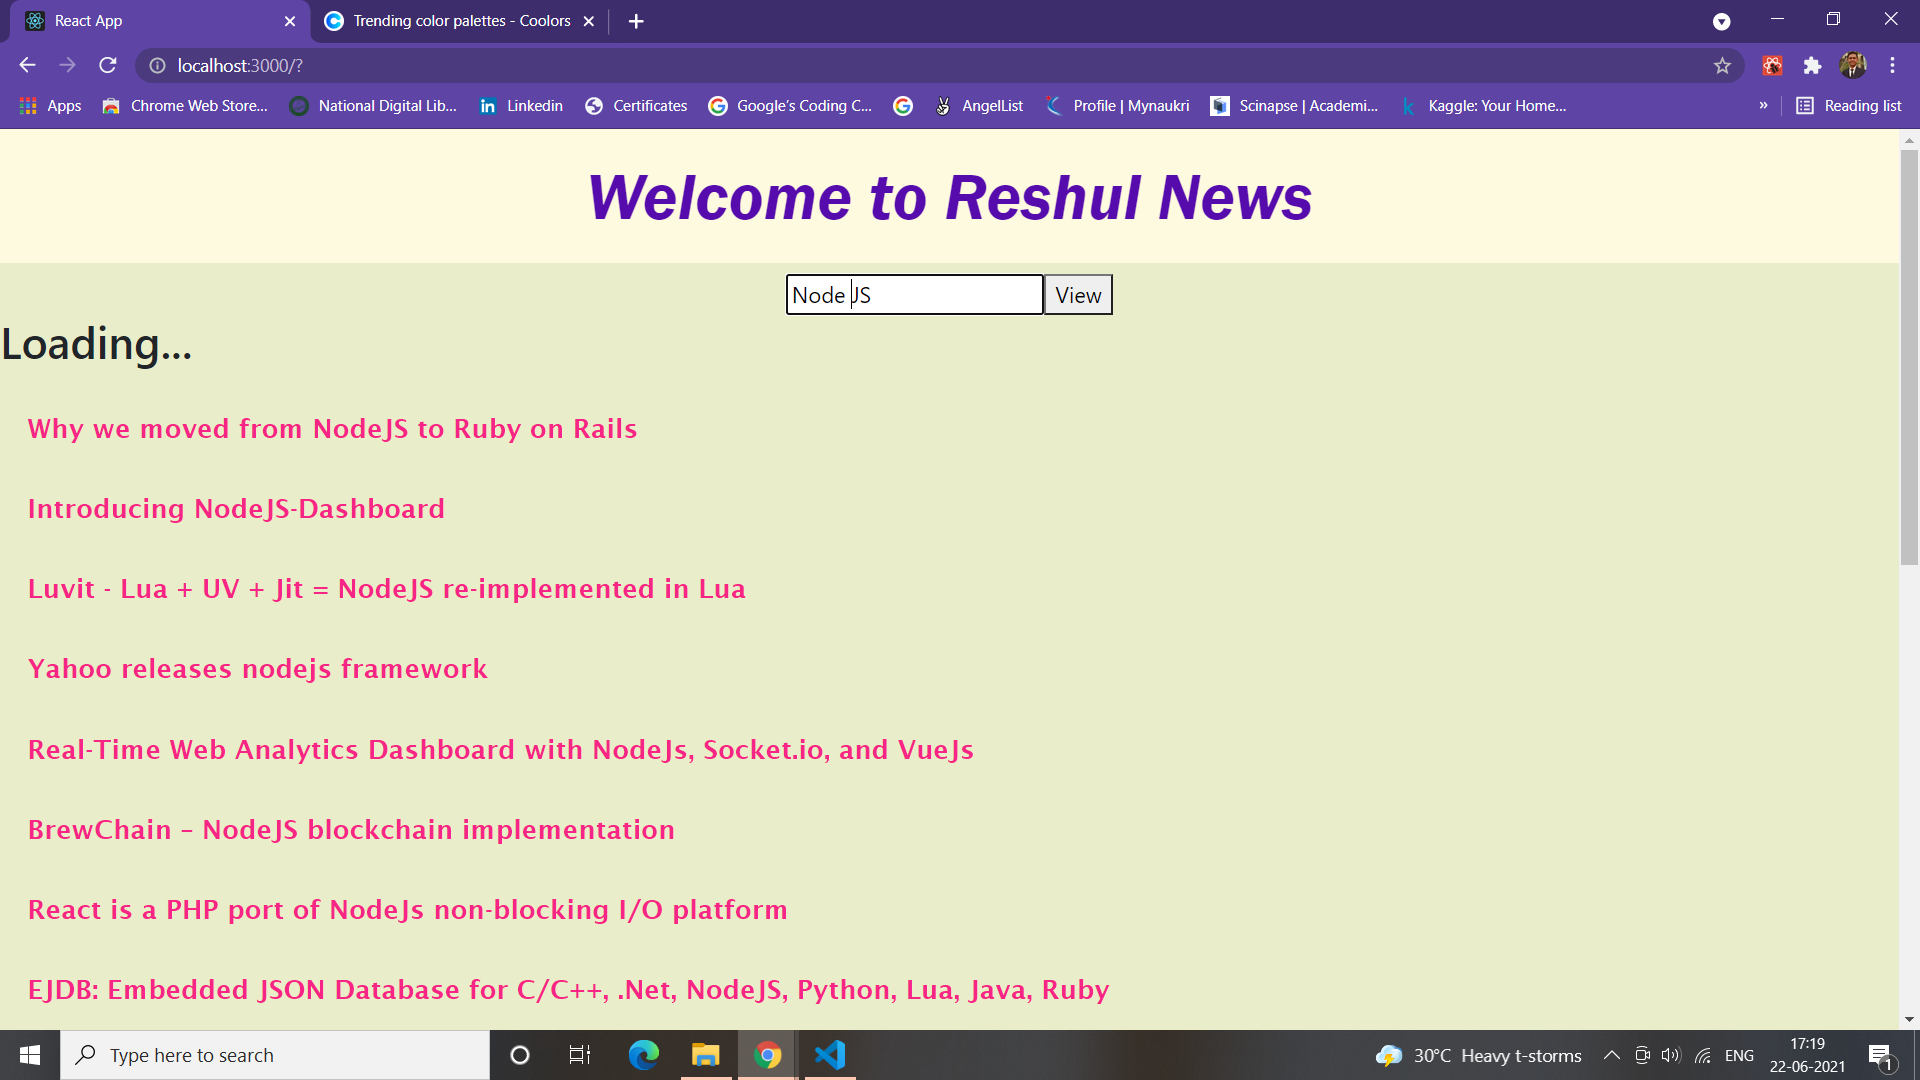 React App
Trending color palettes - Coolors
localhost:3000/?
Apps
Chrome Web Store...
National Digital Lib...
Linkedin
Certificates
Google's Coding C...
AngelList
Profile | Mynaukri
Scinapse | Academi...
Kaggle: Your Home...
»
Reading list
Welcome to Reshul News
Node JS
View
Loading...
Why we moved from NodeJS to Ruby on Rails
Introducing NodeJS-Dashboard
Luvit - Lua + UV + Jit = NodeJS re-implemented in Lua
Yahoo releases nodejs framework
Real-Time Web Analytics Dashboard with NodeJs, Socket.io, and VueJs
BrewChain – NodeJS blockchain implementation
React is a PHP port of NodeJs non-blocking I/O platform
EJDB: Embedded JSON Database for C/C++, .Net, NodeJS, Python, Lua, Java, Ruby
Type here to search
30°C Heavy t-storms
ENG
17:19
22-06-2021
1